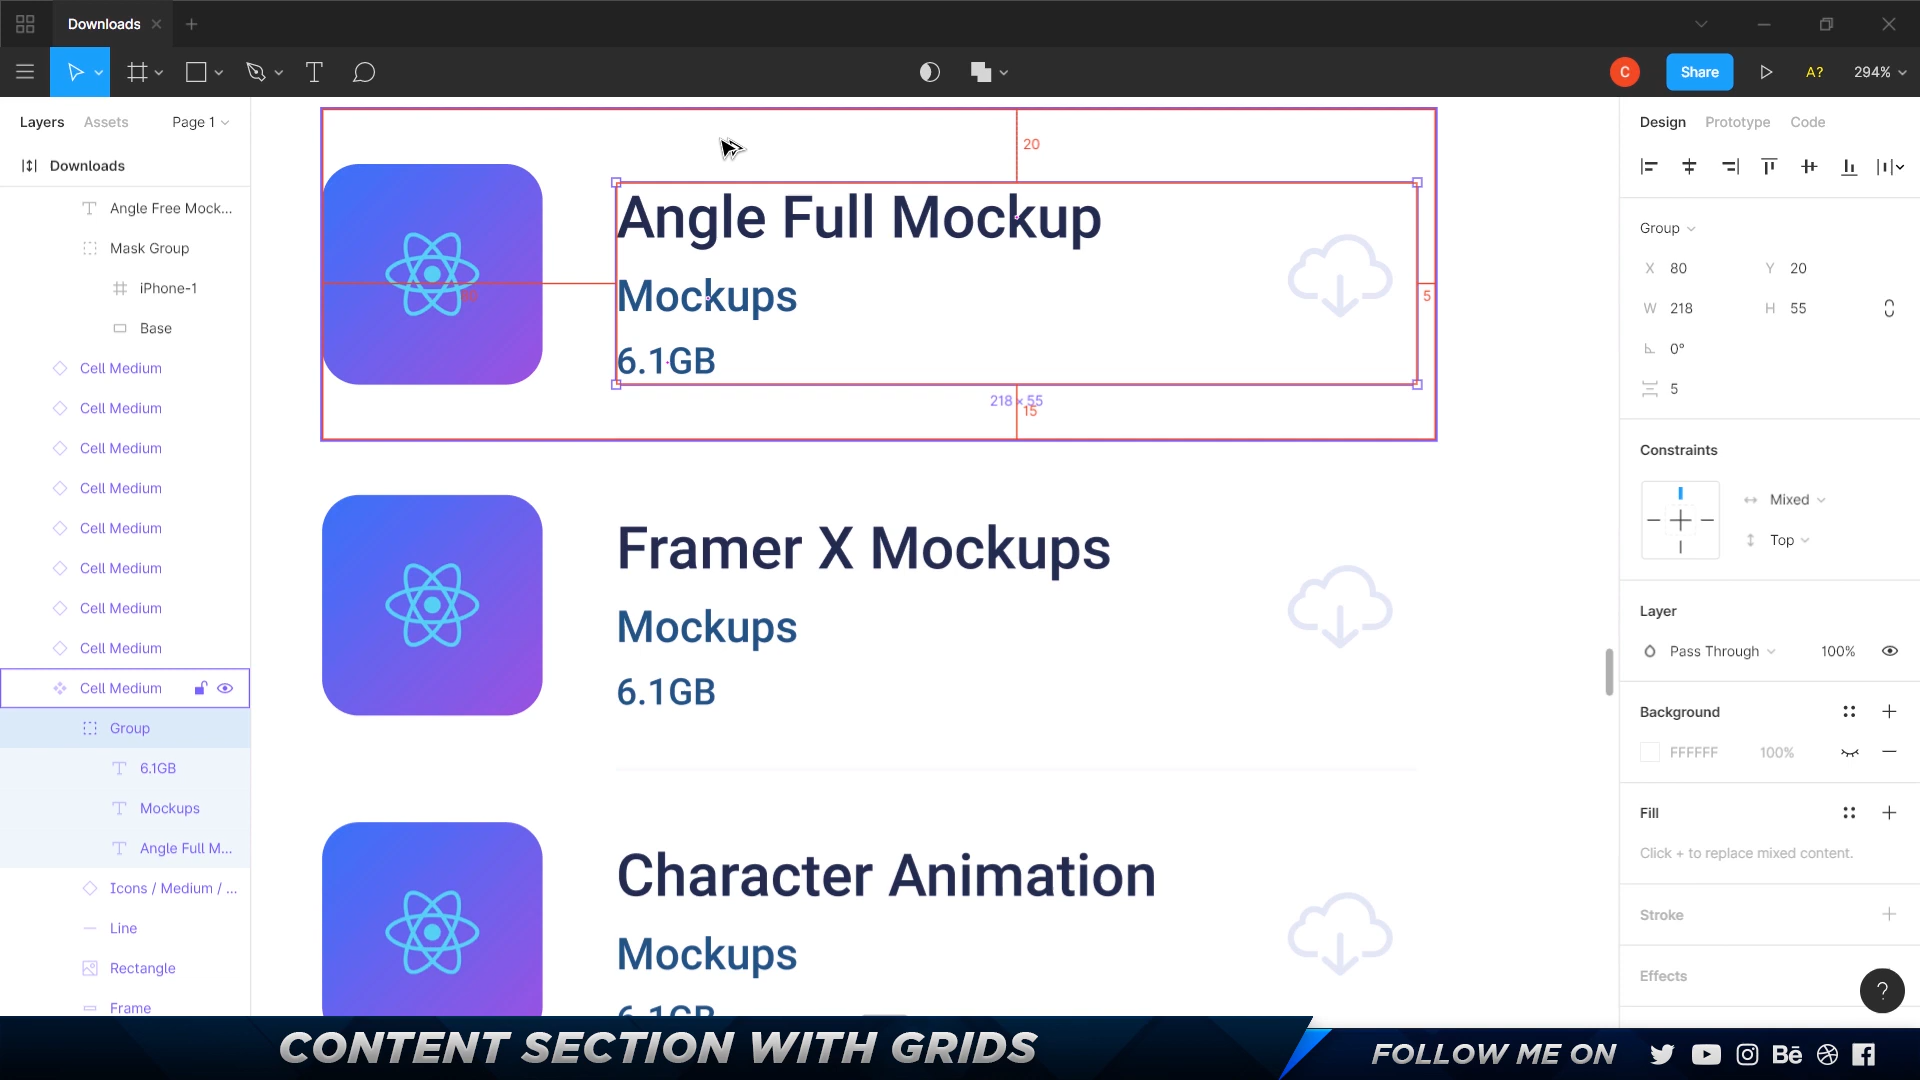 Downloads
C
Share
A?
294%
Layers
Assets
Page 1
Downloads
Angle Free Mock...
Mask Group
iPhone-1
Base
Cell Medium
Cell Medium
Cell Medium
Cell Medium
Cell Medium
Cell Medium
Cell Medium
Cell Medium
Cell Medium
Group
6.1GB
Mockups
Angle Full M...
Icons / Medium / ...
Line
Rectangle
Frame
20
Angle Full Mockup
Mockups
6.1GB
5
218 × 55
15
Framer X Mockups
Mockups
6.1GB
Character Animation
Mockups
6.1GB
Design
Prototype
Code
Group
X 80
Y 20
W 218
H 55
0°
5
Constraints
Mixed
Top
Layer
Pass Through
100%
Background
FFFFFF
100%
Fill
Click + to replace mixed content.
Stroke
Effects
?
CONTENT SECTION WITH GRIDS
FOLLOW ME ON
Bē